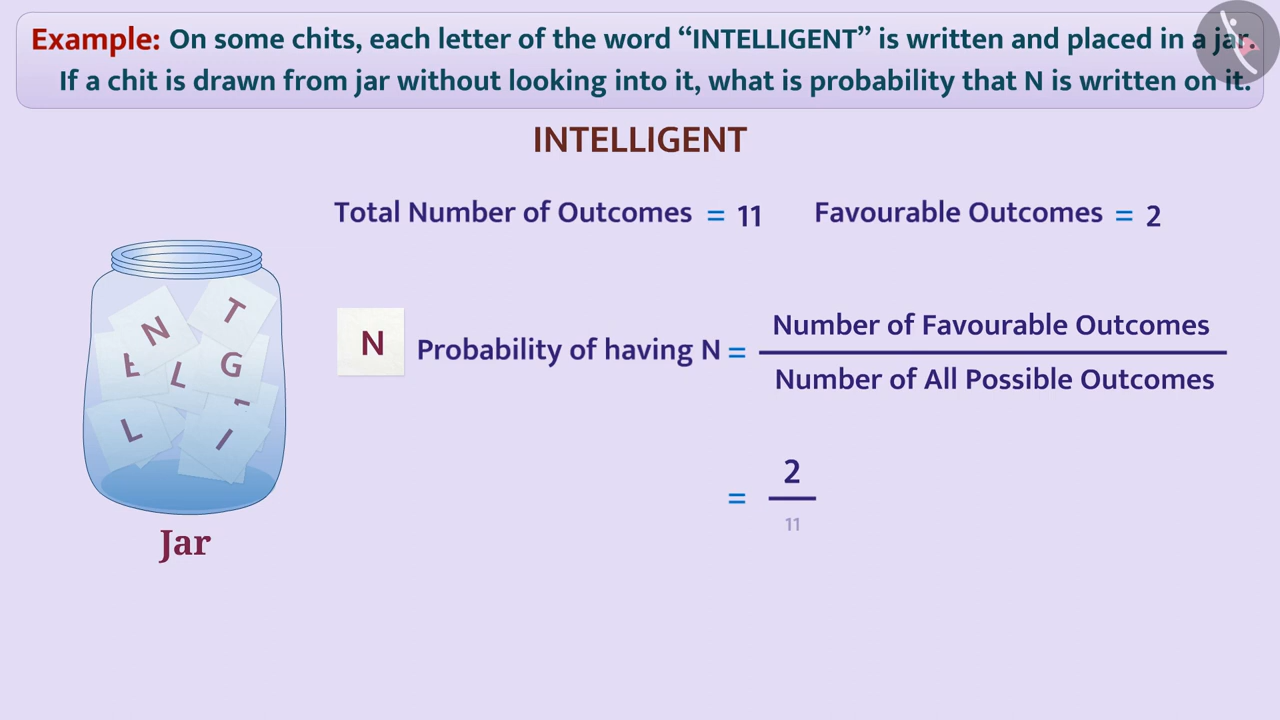 Example: On some chits, each letter of the word “INTELLIGENT” is written and placed in a jar.
If a chit is drawn from jar without looking into it, what is probability that N is written on it.
INTELLIGENT
Total Number of Outcomes = 11 Favourable Outcomes = 2
N
T
E
L
G
L
I
Jar
N
Probability of having N = Number of Favourable Outcomes
Number of All Possible Outcomes
= 2
11